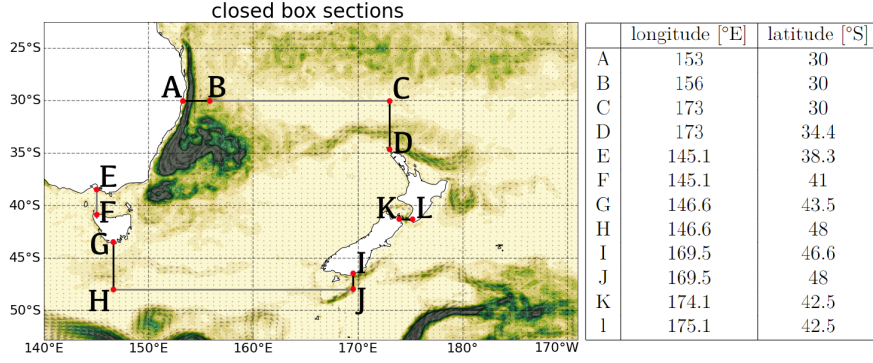 closed box sections
25°S
30°S
35°S
40°S
45°S
50°S
140°E 150°E 160°E 170°E 180° 170°W
A B C
D
E
F
G
H
I
J
K L
longitude [°E] latitude [°S]
A 153 30
B 156 30
C 173 30
D 173 34.4
E 145.1 38.3
F 145.1 41
G 146.6 43.5
H 146.6 48
I 169.5 46.6
J 169.5 48
K 174.1 42.5
l 175.1 42.5